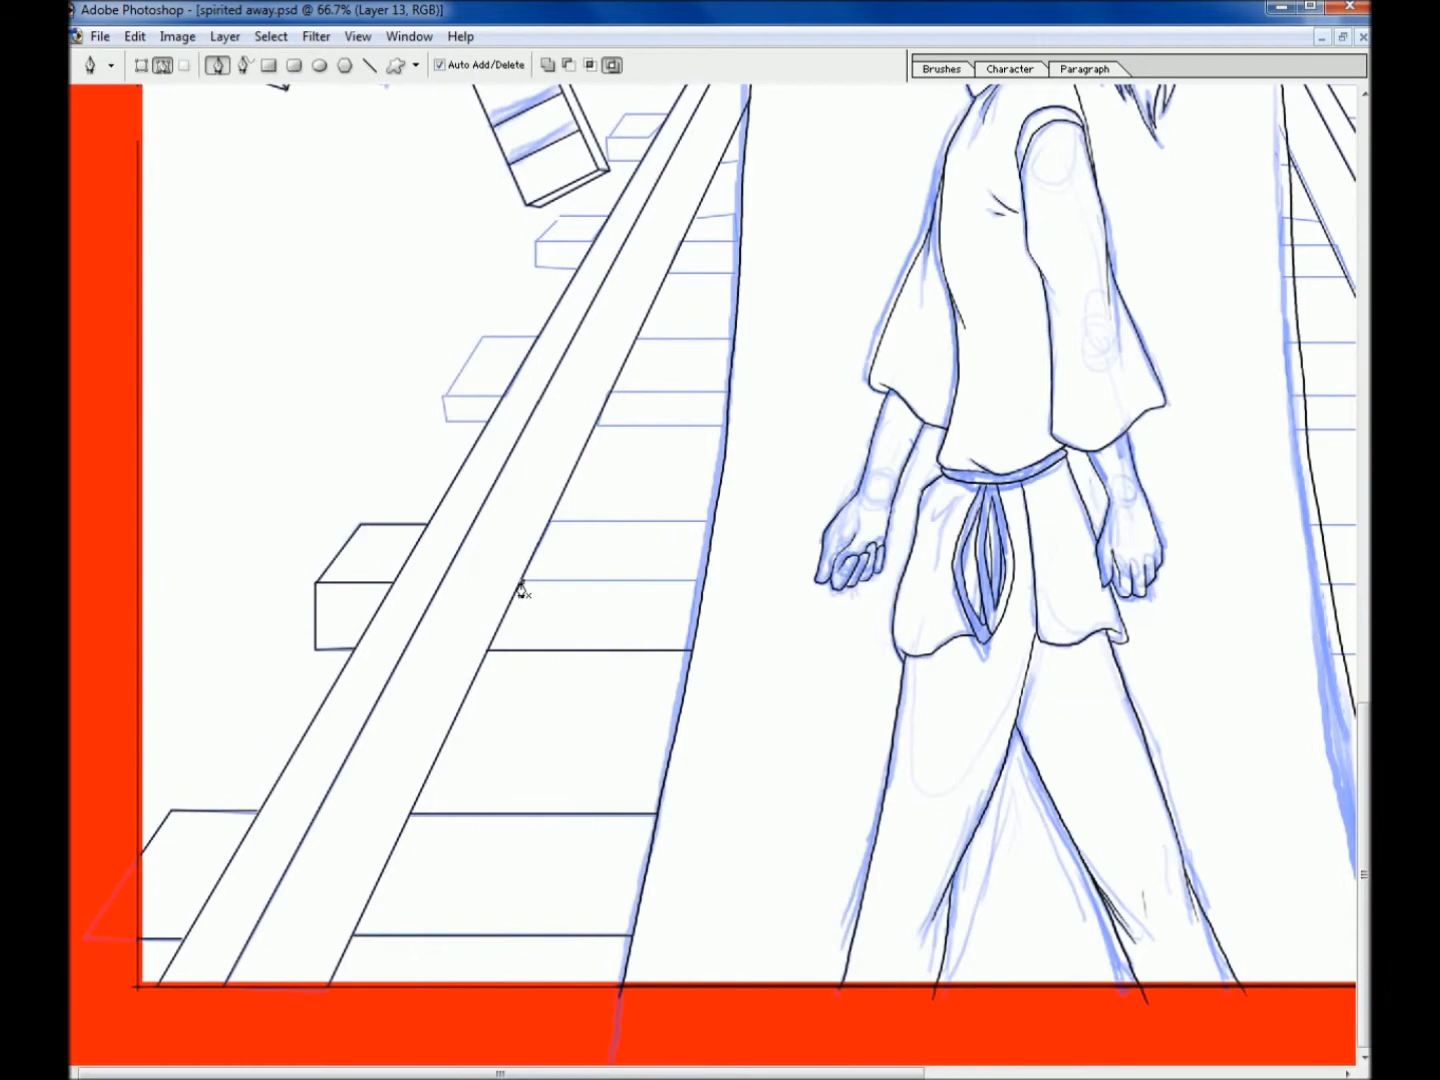 Adobe Photoshop - [spirited away.psd @ 66.7% (Layer 13, RGB)]
File Edit Image Layer Select Filter View Window Help
Auto Add/Delete
Brushes Character Paragraph